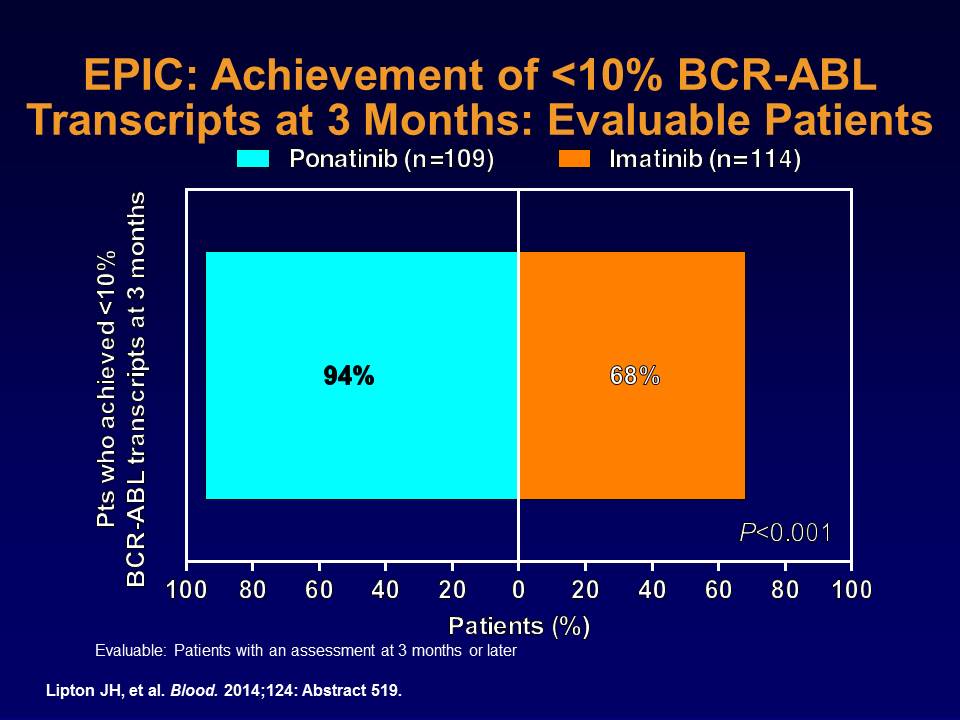 EPIC: Achievement of <10% BCR-ABL
Transcripts at 3 Months: Evaluable Patients
Ponatinib (n=109) Imatinib (n=114)
Pts who achieved <10%
BCR-ABL transcripts at 3 months
94% 68%
P<0.001
100 80 60 40 20 0 20 40 60 80 100
Patients (%)
Evaluable: Patients with an assessment at 3 months or later
Lipton JH, et al. Blood. 2014;124: Abstract 519.